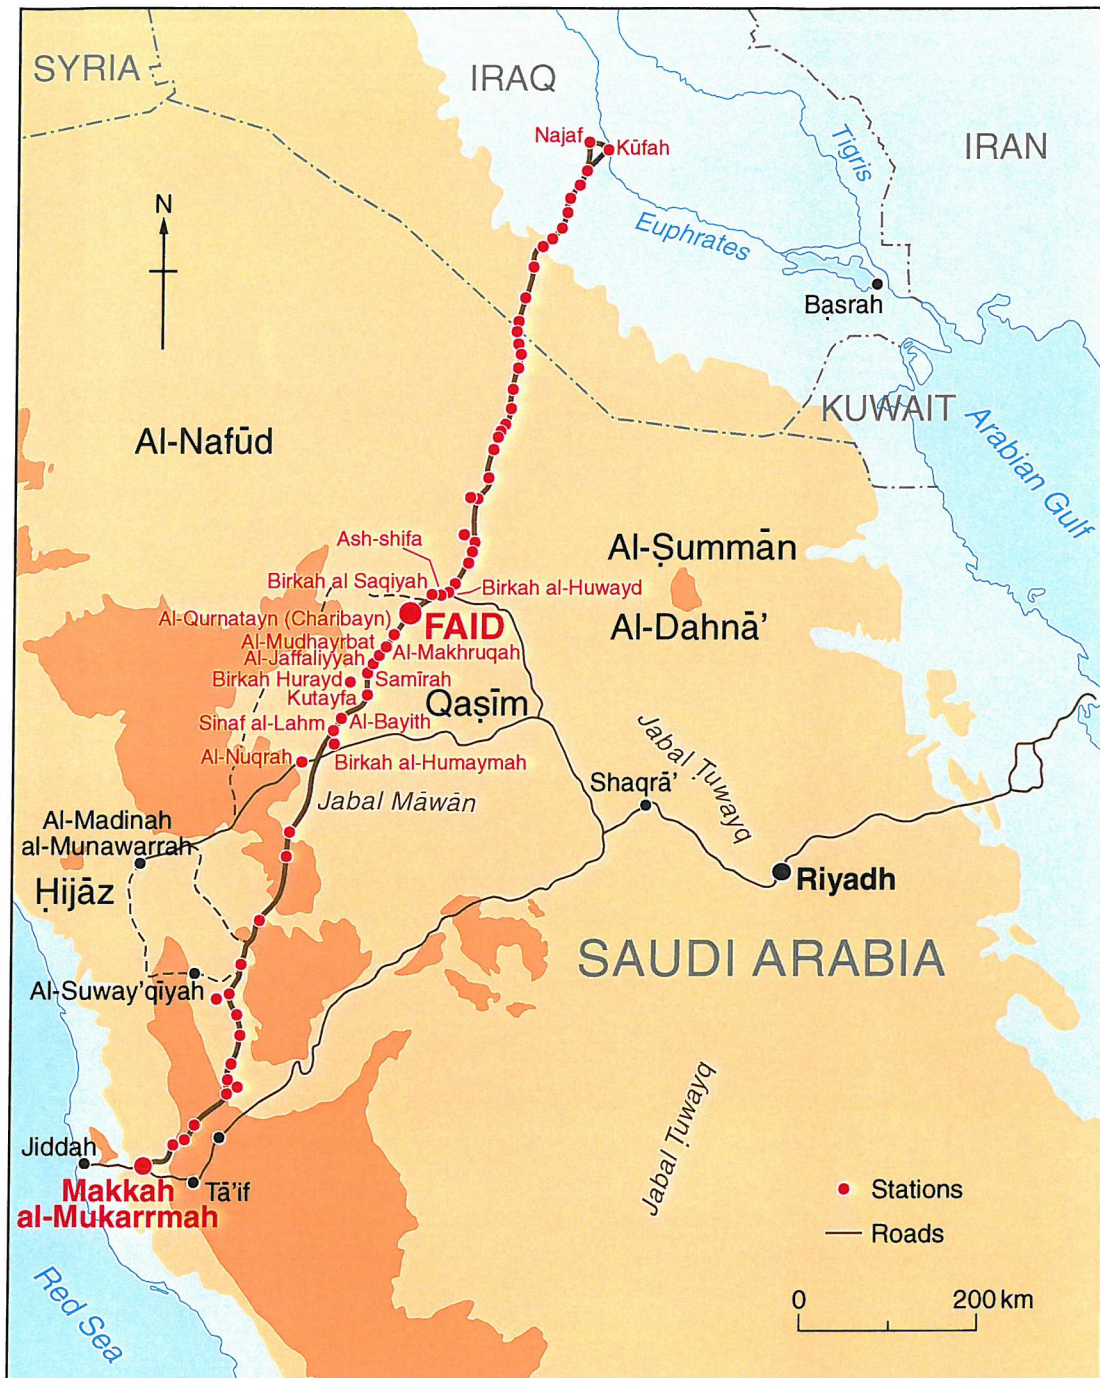 SYRIA
IRAQ
IRAN
Najaf
Kūfah
Tigris
N
Euphrates
Baṣrah
KUWAIT
Arabian Gulf
Al-Nafūd
Ash-shifa
Al-Ṣummān
Birkah al Saqiyah
Birkah al-Huwayd
Al-Qurnatayn (Charibayn)
FAID
Al-Dahnā'
Al-Mudhayrbat
Al-Makhruqah
Al-Jaffaliyyah
Birkah Hurayd
Samīrah
Kutayfa
Qaṣīm
Sinaf al-Lahm
Al-Bayith
Al-Nuqrah
Birkah al-Humaymah
Jabal Ṭuwayq
Shaqrā'
Jabal Māwān
Al-Madinah
al-Munawarrah
Ḥijāz
Riyadh
SAUDI ARABIA
Al-Suway'qīyah
Jabal Ṭuwayq
Jiddah
Makkah
al-Mukarrmah
Tā'if
Stations
Roads
Red Sea
0 200 km